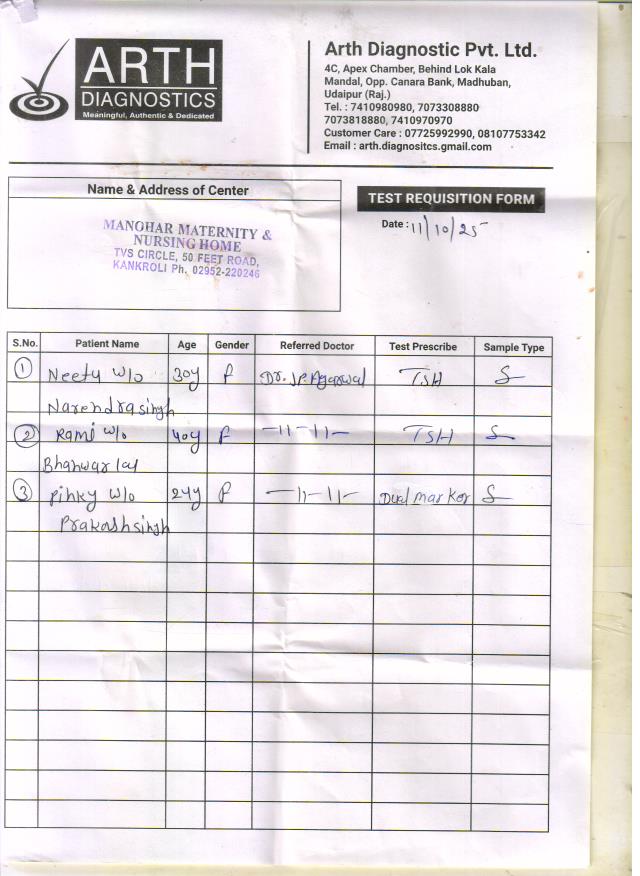 ARTH
DIAGNOSTICS
Meaningful, Authentic & Dedicated
Arth Diagnostic Pvt. Ltd.
4C, Apex Chamber, Behind Lok Kala
Mandal, Opp. Canara Bank, Madhuban,
Udaipur (Raj.)
Tel. : 7410980980, 7073308880
7073818880, 7410970970
Customer Care : 07725992990, 08107753342
Email : arth.diagnositcs.gmail.com
Name & Address of Center
MANOHAR MATERNITY &
NURSING HOME
TVS CIRCLE, 50 FEET ROAD,
KANKROLI Ph. 02952-220246
TEST REQUISITION FORM
Date : 11/10/25
S.No. Patient Name Age Gender Referred Doctor Test Prescribe Sample Type
1 Neetu w/o 30y F Dr. J.P. Agarwal TSH S
Narendrasingh
2 Rami w/o 40y F -11-11- TSH S
Bhanwarlal
3 Pinky w/o 24y F -11-11- Dual marker S
Prakashsingh